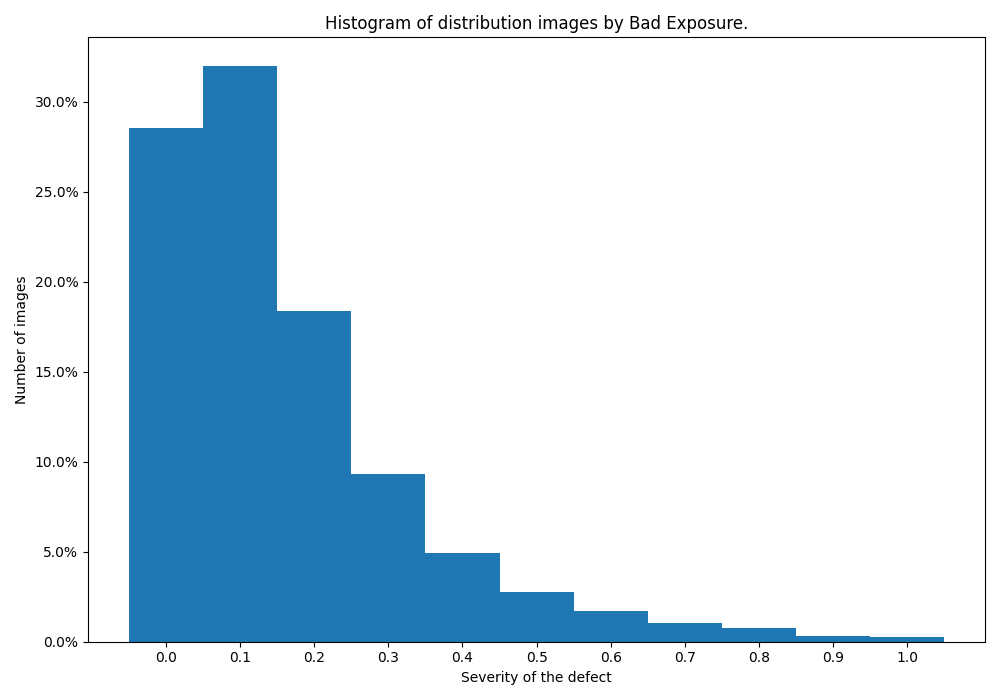 Histogram of distribution images by Bad Exposure.
Number of images
30.0%
25.0%
20.0%
15.0%
10.0%
5.0%
0.0%
0.0 0.1 0.2 0.3 0.4 0.5 0.6 0.7 0.8 0.9 1.0
Severity of the defect